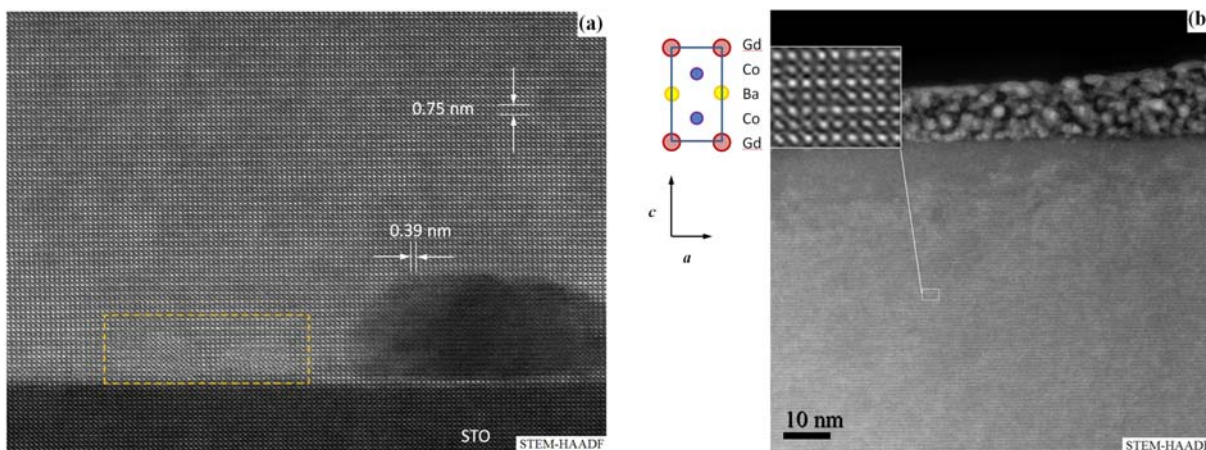 (a)
0.75 nm
0.39 nm
STO
STEM-HAADF
Gd
Co
Ba
Co
Gd
c
a
(b)
10 nm
STEM-HAADF